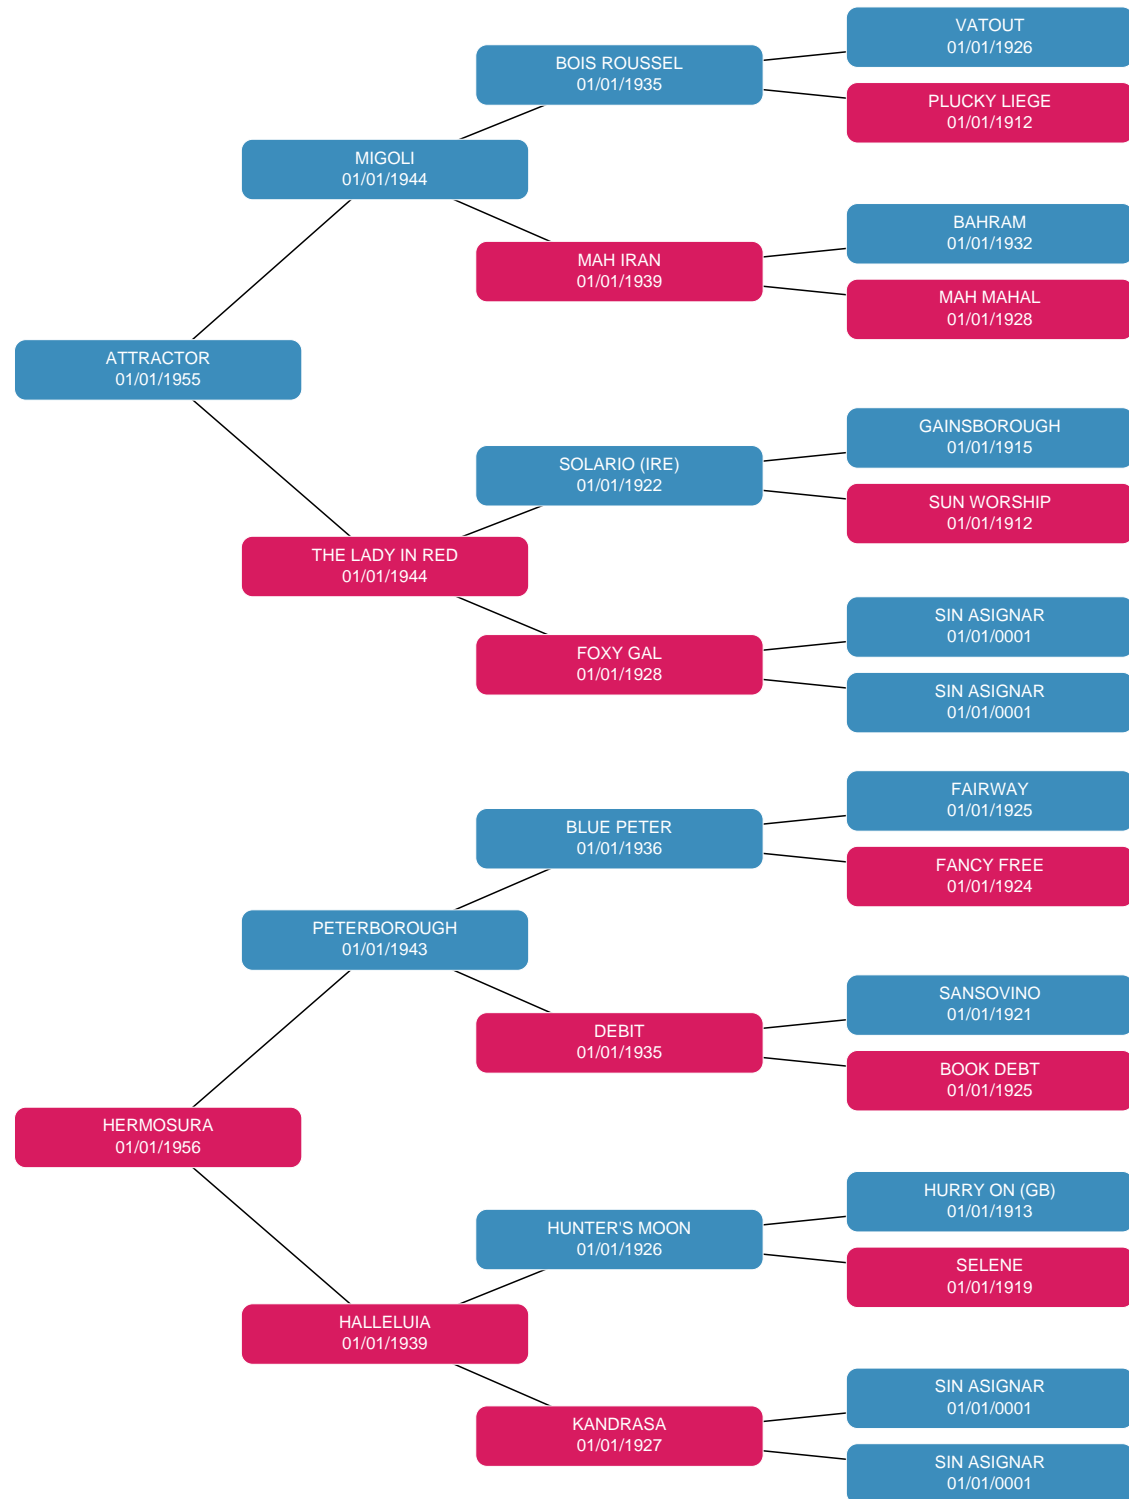 VATOUT
01/01/1926
BOIS ROUSSEL
01/01/1935
PLUCKY LIEGE
01/01/1912
MIGOLI
01/01/1944
BAHRAM
01/01/1932
MAH IRAN
01/01/1939
MAH MAHAL
01/01/1928
ATTRACTOR
01/01/1955
GAINSBOROUGH
01/01/1915
SOLARIO (IRE)
01/01/1922
SUN WORSHIP
01/01/1912
THE LADY IN RED
01/01/1944
SIN ASIGNAR
01/01/0001
FOXY GAL
01/01/1928
SIN ASIGNAR
01/01/0001
FAIRWAY
01/01/1925
BLUE PETER
01/01/1936
FANCY FREE
01/01/1924
PETERBOROUGH
01/01/1943
SANSOVINO
01/01/1921
DEBIT
01/01/1935
BOOK DEBT
01/01/1925
HERMOSURA
01/01/1956
HURRY ON (GB)
01/01/1913
HUNTER'S MOON
01/01/1926
SELENE
01/01/1919
HALLELUIA
01/01/1939
SIN ASIGNAR
01/01/0001
KANDRASA
01/01/1927
SIN ASIGNAR
01/01/0001